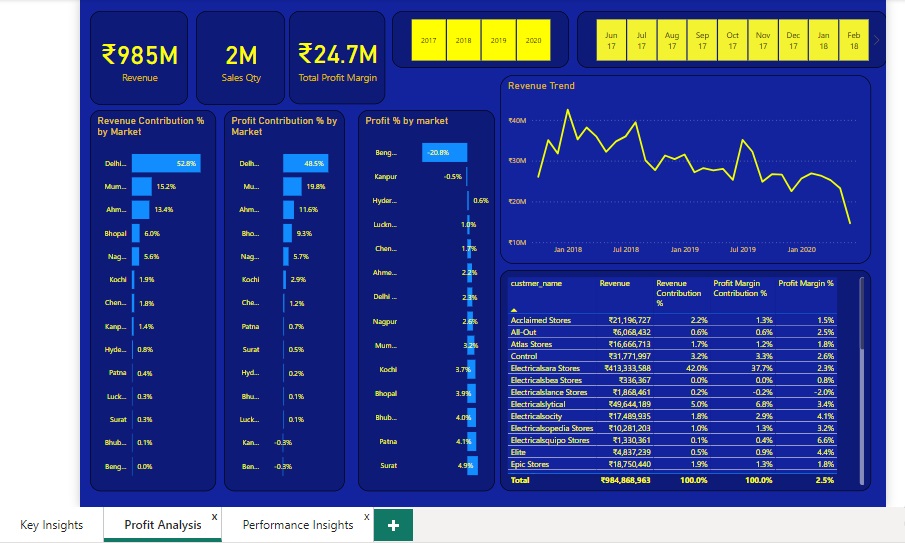 ₹985M
Revenue
2M
Sales Qty
₹24.7M
Total Profit Margin
2017 2018 2019 2020
Jun 17 Jul 17 Aug 17 Sep 17 Oct 17 Nov 17 Dec 17 Jan 18 Feb 18
Revenue Contribution %
by Market
Delhi... 52.8%
Mum... 15.2%
Ahm... 13.4%
Bhopal 6.0%
Nag... 5.6%
Kochi 1.9%
Chen... 1.8%
Kanp... 1.4%
Hyde... 0.8%
Patna 0.4%
Luck... 0.3%
Surat 0.3%
Bhub... 0.1%
Beng... 0.0%
Profit Contribution % by
Market
Delh... 48.5%
Mu... 19.8%
Ahm... 11.6%
Bho... 9.3%
Nag... 5.7%
Kochi 2.9%
Che... 1.2%
Patna 0.7%
Surat 0.5%
Hyd... 0.2%
Bhu... 0.1%
Luck... 0.1%
Kan... -0.3%
Ben... -0.3%
Profit % by market
Beng... -20.8%
Kanpur -0.5%
Hyder... 0.6%
Luckn... 1.0%
Chen... 1.7%
Ahme... 2.2%
Delhi ... 2.3%
Nagpur 2.6%
Mum... 3.2%
Kochi 3.7%
Bhopal 3.9%
Bhub... 4.0%
Patna 4.1%
Surat 4.9%
Revenue Trend
₹40M
₹30M
₹20M
₹10M
Jan 2018 Jul 2018 Jan 2019 Jul 2019 Jan 2020
custmer_name Revenue Revenue Contribution % Profit Margin Contribution % Profit Margin %
Acclaimed Stores ₹21,196,727 2.2% 1.3% 1.5%
All-Out ₹6,068,432 0.6% 0.6% 2.5%
Atlas Stores ₹16,666,713 1.7% 1.2% 1.8%
Control ₹31,771,997 3.2% 3.3% 2.6%
Electricalsara Stores ₹413,333,588 42.0% 37.7% 2.3%
Electricalsbea Stores ₹336,367 0.0% 0.0% 0.8%
Electricalslance Stores ₹1,868,461 0.2% -0.2% -2.0%
Electricalslytical ₹49,644,189 5.0% 6.8% 3.4%
Electricalsocity ₹17,489,935 1.8% 2.9% 4.1%
Electricalsopedia Stores ₹10,281,203 1.0% 1.3% 3.2%
Electricalsquipo Stores ₹1,330,361 0.1% 0.4% 6.6%
Elite ₹4,837,239 0.5% 0.9% 4.4%
Epic Stores ₹18,750,440 1.9% 1.3% 1.8%
Total ₹984,868,963 100.0% 100.0% 2.5%
Key Insights Profit Analysis x Performance Insights x +